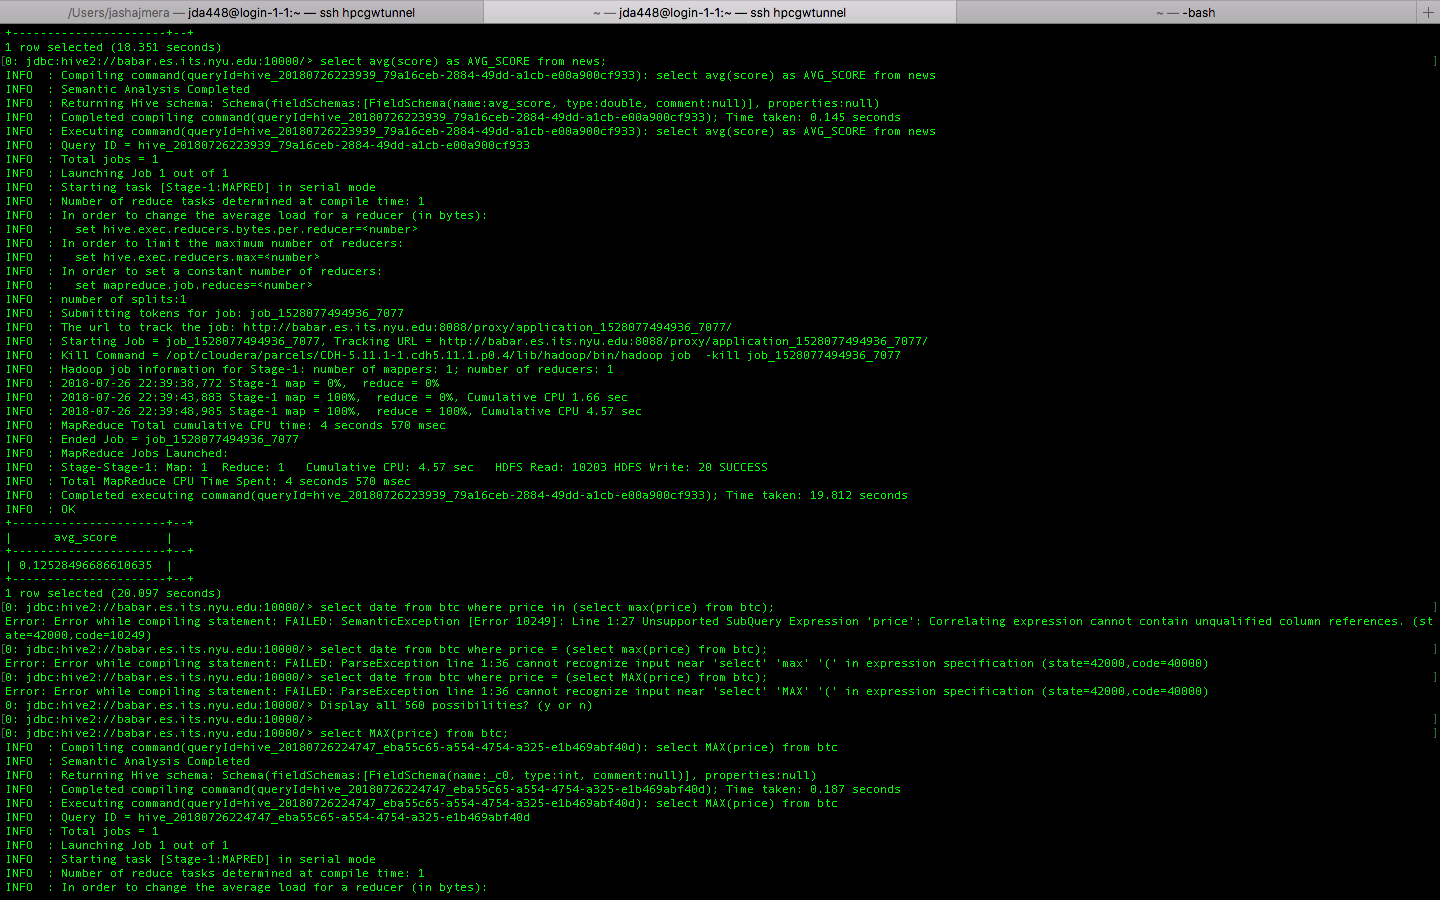 /Users/jashajmera — jda448@login-1-1:~ — ssh hpcgwtunnel
~ — jda448@login-1-1:~ — ssh hpcgwtunnel
~ — -bash
+
+----------------------+--+
1 row selected (18.351 seconds)
[0: jdbc:hive2://babar.es.its.nyu.edu:10000/> select avg(score) as AVG_SCORE from news; ]
INFO  : Compiling command(queryId=hive_20180726223939_79a16ceb-2884-49dd-a1cb-e00a900cf933): select avg(score) as AVG_SCORE from news
INFO  : Semantic Analysis Completed
INFO  : Returning Hive schema: Schema(fieldSchemas:[FieldSchema(name:avg_score, type:double, comment:null)], properties:null)
INFO  : Completed compiling command(queryId=hive_20180726223939_79a16ceb-2884-49dd-a1cb-e00a900cf933); Time taken: 0.145 seconds
INFO  : Executing command(queryId=hive_20180726223939_79a16ceb-2884-49dd-a1cb-e00a900cf933): select avg(score) as AVG_SCORE from news
INFO  : Query ID = hive_20180726223939_79a16ceb-2884-49dd-a1cb-e00a900cf933
INFO  : Total jobs = 1
INFO  : Launching Job 1 out of 1
INFO  : Starting task [Stage-1:MAPRED] in serial mode
INFO  : Number of reduce tasks determined at compile time: 1
INFO  : In order to change the average load for a reducer (in bytes):
INFO  :   set hive.exec.reducers.bytes.per.reducer=<number>
INFO  : In order to limit the maximum number of reducers:
INFO  :   set hive.exec.reducers.max=<number>
INFO  : In order to set a constant number of reducers:
INFO  :   set mapreduce.job.reduces=<number>
INFO  : number of splits:1
INFO  : Submitting tokens for job: job_1528077494936_7077
INFO  : The url to track the job: http://babar.es.its.nyu.edu:8088/proxy/application_1528077494936_7077/
INFO  : Starting Job = job_1528077494936_7077, Tracking URL = http://babar.es.its.nyu.edu:8088/proxy/application_1528077494936_7077/
INFO  : Kill Command = /opt/cloudera/parcels/CDH-5.11.1-1.cdh5.11.1.p0.4/lib/hadoop/bin/hadoop job  -kill job_1528077494936_7077
INFO  : Hadoop job information for Stage-1: number of mappers: 1; number of reducers: 1
INFO  : 2018-07-26 22:39:38,772 Stage-1 map = 0%,  reduce = 0%
INFO  : 2018-07-26 22:39:43,883 Stage-1 map = 100%,  reduce = 0%, Cumulative CPU 1.66 sec
INFO  : 2018-07-26 22:39:48,985 Stage-1 map = 100%,  reduce = 100%, Cumulative CPU 4.57 sec
INFO  : MapReduce Total cumulative CPU time: 4 seconds 570 msec
INFO  : Ended Job = job_1528077494936_7077
INFO  : MapReduce Jobs Launched:
INFO  : Stage-Stage-1: Map: 1  Reduce: 1   Cumulative CPU: 4.57 sec   HDFS Read: 10203 HDFS Write: 20 SUCCESS
INFO  : Total MapReduce CPU Time Spent: 4 seconds 570 msec
INFO  : Completed executing command(queryId=hive_20180726223939_79a16ceb-2884-49dd-a1cb-e00a900cf933); Time taken: 19.812 seconds
INFO  : OK
+----------------------+--+
|      avg_score       |
+----------------------+--+
| 0.12528496686610635  |
+----------------------+--+
1 row selected (20.097 seconds)
[0: jdbc:hive2://babar.es.its.nyu.edu:10000/> select date from btc where price in (select max(price) from btc); ]
Error: Error while compiling statement: FAILED: SemanticException [Error 10249]: Line 1:27 Unsupported SubQuery Expression 'price': Correlating expression cannot contain unqualified column references. (st
ate=42000,code=10249)
[0: jdbc:hive2://babar.es.its.nyu.edu:10000/> select date from btc where price = (select max(price) from btc); ]
Error: Error while compiling statement: FAILED: ParseException line 1:36 cannot recognize input near 'select' 'max' '(' in expression specification (state=42000,code=40000)
[0: jdbc:hive2://babar.es.its.nyu.edu:10000/> select date from btc where price = (select MAX(price) from btc); ]
Error: Error while compiling statement: FAILED: ParseException line 1:36 cannot recognize input near 'select' 'MAX' '(' in expression specification (state=42000,code=40000)
0: jdbc:hive2://babar.es.its.nyu.edu:10000/> Display all 560 possibilities? (y or n)
[0: jdbc:hive2://babar.es.its.nyu.edu:10000/> ]
[0: jdbc:hive2://babar.es.its.nyu.edu:10000/> select MAX(price) from btc; ]
INFO  : Compiling command(queryId=hive_20180726224747_eba55c65-a554-4754-a325-e1b469abf40d): select MAX(price) from btc
INFO  : Semantic Analysis Completed
INFO  : Returning Hive schema: Schema(fieldSchemas:[FieldSchema(name:_c0, type:int, comment:null)], properties:null)
INFO  : Completed compiling command(queryId=hive_20180726224747_eba55c65-a554-4754-a325-e1b469abf40d); Time taken: 0.187 seconds
INFO  : Executing command(queryId=hive_20180726224747_eba55c65-a554-4754-a325-e1b469abf40d): select MAX(price) from btc
INFO  : Query ID = hive_20180726224747_eba55c65-a554-4754-a325-e1b469abf40d
INFO  : Total jobs = 1
INFO  : Launching Job 1 out of 1
INFO  : Starting task [Stage-1:MAPRED] in serial mode
INFO  : Number of reduce tasks determined at compile time: 1
INFO  : In order to change the average load for a reducer (in bytes):